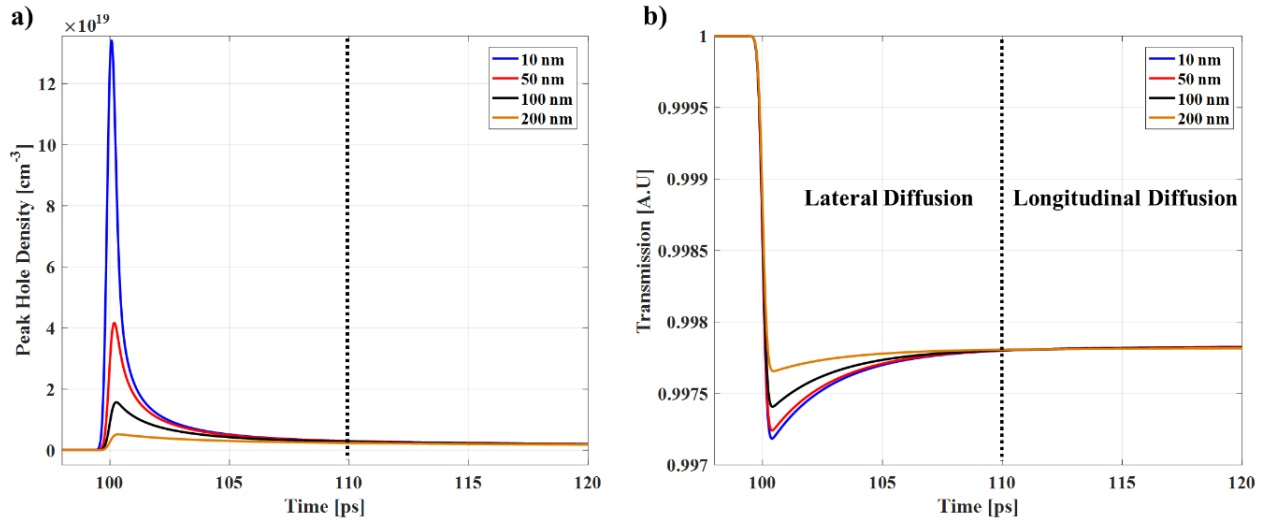 a)
×10^19
12
10
8
6
4
2
0
Peak Hole Density [cm^-3]
100
105
110
115
120
Time [ps]
10 nm
50 nm
100 nm
200 nm
b)
1
0.9995
0.999
0.9985
0.998
0.9975
0.997
Transmission [A.U]
100
105
110
115
120
Time [ps]
10 nm
50 nm
100 nm
200 nm
Lateral Diffusion
Longitudinal Diffusion